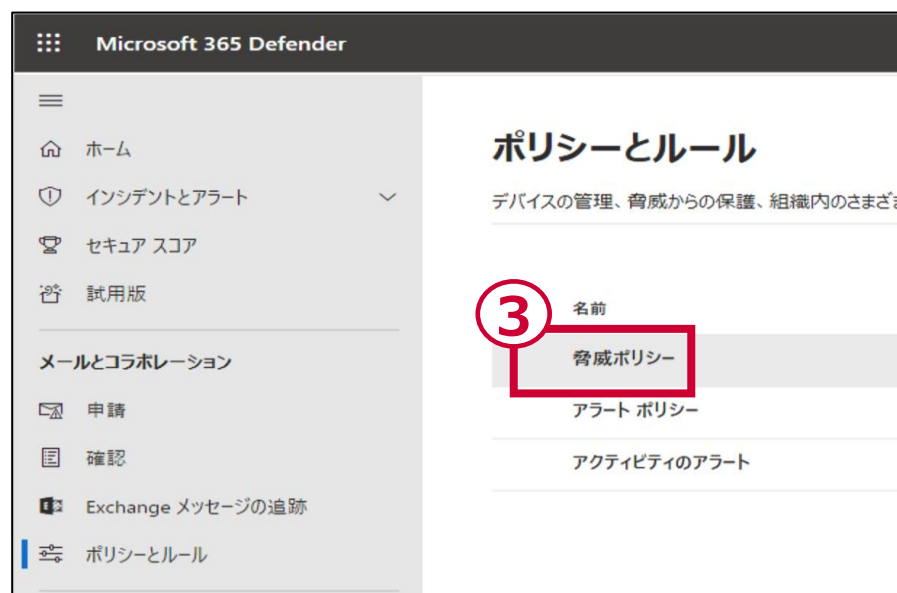 Microsoft 365 Defender
ホーム
インシデントとアラート
セキュア スコア
試用版
メールとコラボレーション
申請
確認
Exchange メッセージの追跡
ポリシーとルール
ポリシーとルール
デバイスの管理、脅威からの保護、組織内のさまざ
③
名前
脅威ポリシー
アラート ポリシー
アクティビティのアラート